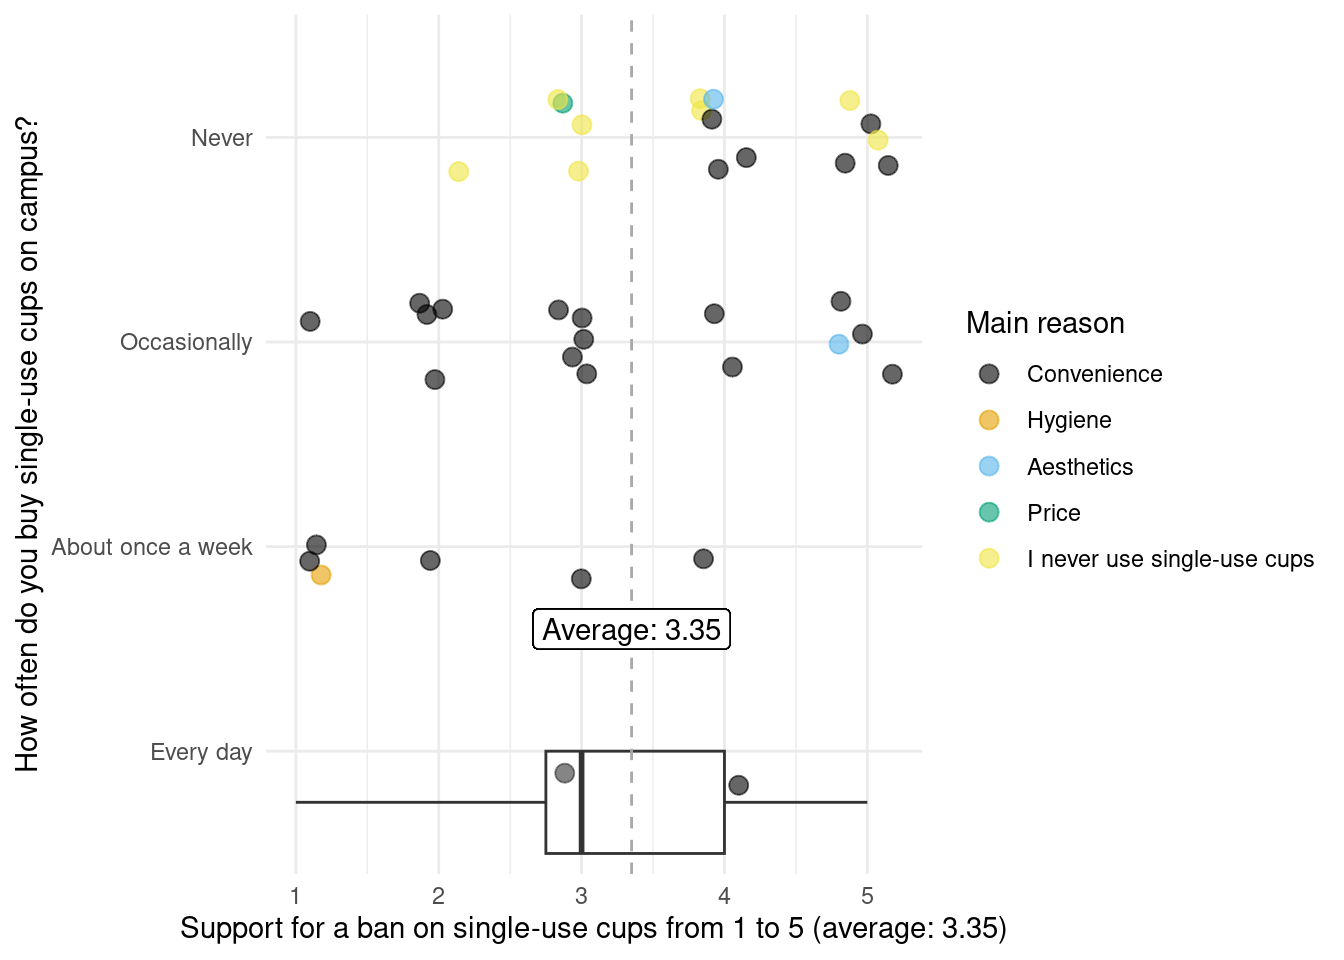 How often do you buy single-use cups on campus?
Never
Occasionally
About once a week
Every day
Average: 3.35
1 2 3 4 5
Support for a ban on single-use cups from 1 to 5 (average: 3.35)
Main reason
Convenience
Hygiene
Aesthetics
Price
I never use single-use cups